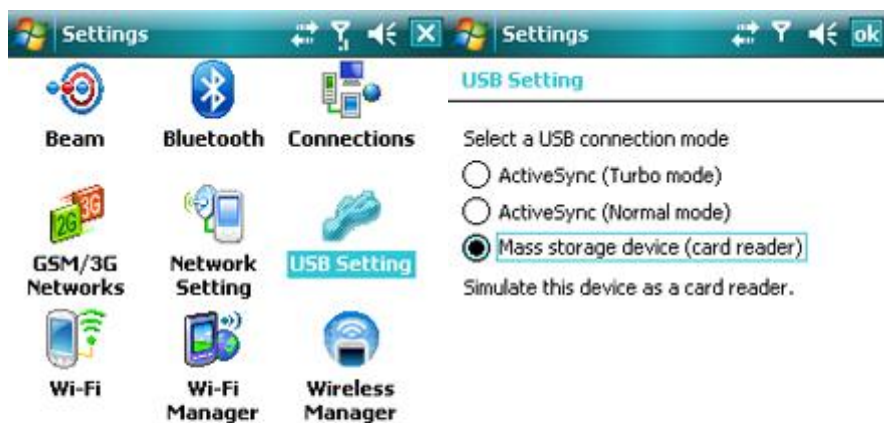 Settings
Beam
Bluetooth
Connections
2G 3G
GSM/3G
Networks
Network
Setting
USB Setting
Wi-Fi
Wi-Fi
Manager
Wireless
Manager
Settings
ok
USB Setting
Select a USB connection mode
ActiveSync (Turbo mode)
ActiveSync (Normal mode)
Mass storage device (card reader)
Simulate this device as a card reader.